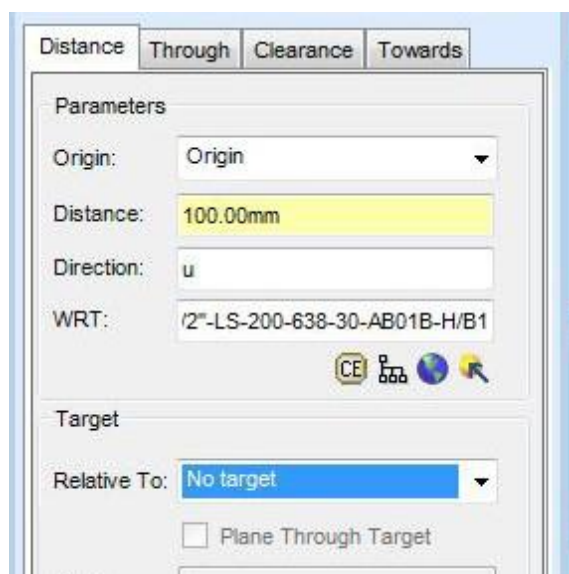 Distance Through Clearance Towards
Parameters
Origin: Origin
Distance: 100.00mm
Direction: u
WRT: /2"-LS-200-638-30-AB01B-H/B1
CE
Target
Relative To: No target
Plane Through Target